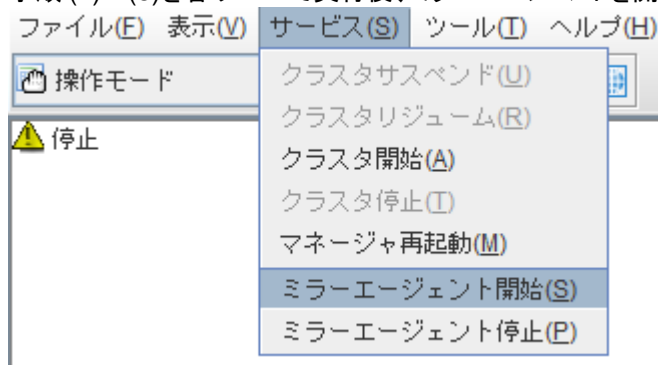 ファイル(F) 表示(V) サービス(S) ツール(T) ヘルプ(H)
操作モード
停止
クラスタサスペンド(U)
クラスタリジューム(R)
クラスタ開始(A)
クラスタ停止(T)
マネージャ再起動(M)
ミラーエージェント開始(S)
ミラーエージェント停止(P)